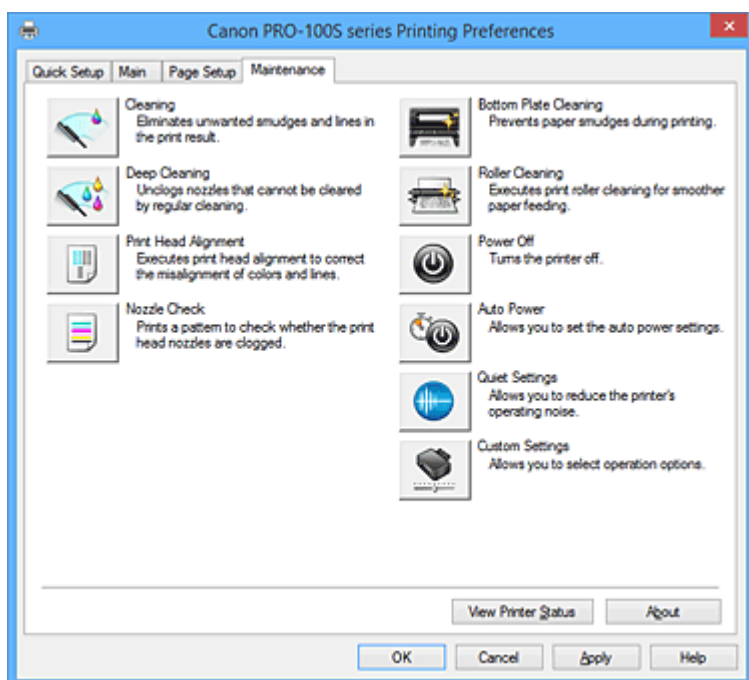 Canon PRO-100S series Printing Preferences
Quick Setup
Main
Page Setup
Maintenance
Cleaning
Eliminates unwanted smudges and lines in
the print result.
Deep Cleaning
Unclogs nozzles that cannot be cleared
by regular cleaning.
Print Head Alignment
Executes print head alignment to correct
the misalignment of colors and lines.
Nozzle Check
Prints a pattern to check whether the print
head nozzles are clogged.
Bottom Plate Cleaning
Prevents paper smudges during printing.
Roller Cleaning
Executes print roller cleaning for smoother
paper feeding.
Power Off
Turns the printer off.
Auto Power
Allows you to set the auto power settings.
Quiet Settings
Allows you to reduce the printer's
operating noise.
Custom Settings
Allows you to select operation options.
View Printer Status
About
OK
Cancel
Apply
Help